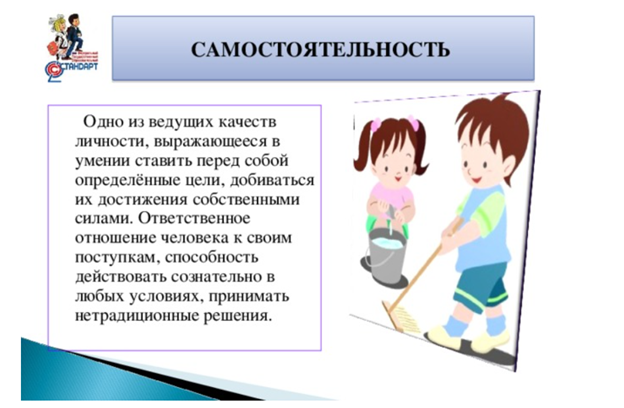 САМОСТОЯТЕЛЬНОСТЬ
СТАНДАРТ
Одно из ведущих качеств
личности, выражающееся в
умении ставить перед собой
определённые цели, добиваться
их достижения собственными
силами. Ответственное
отношение человека к своим
поступкам, способность
действовать сознательно в
любых условиях, принимать
нетрадиционные решения.